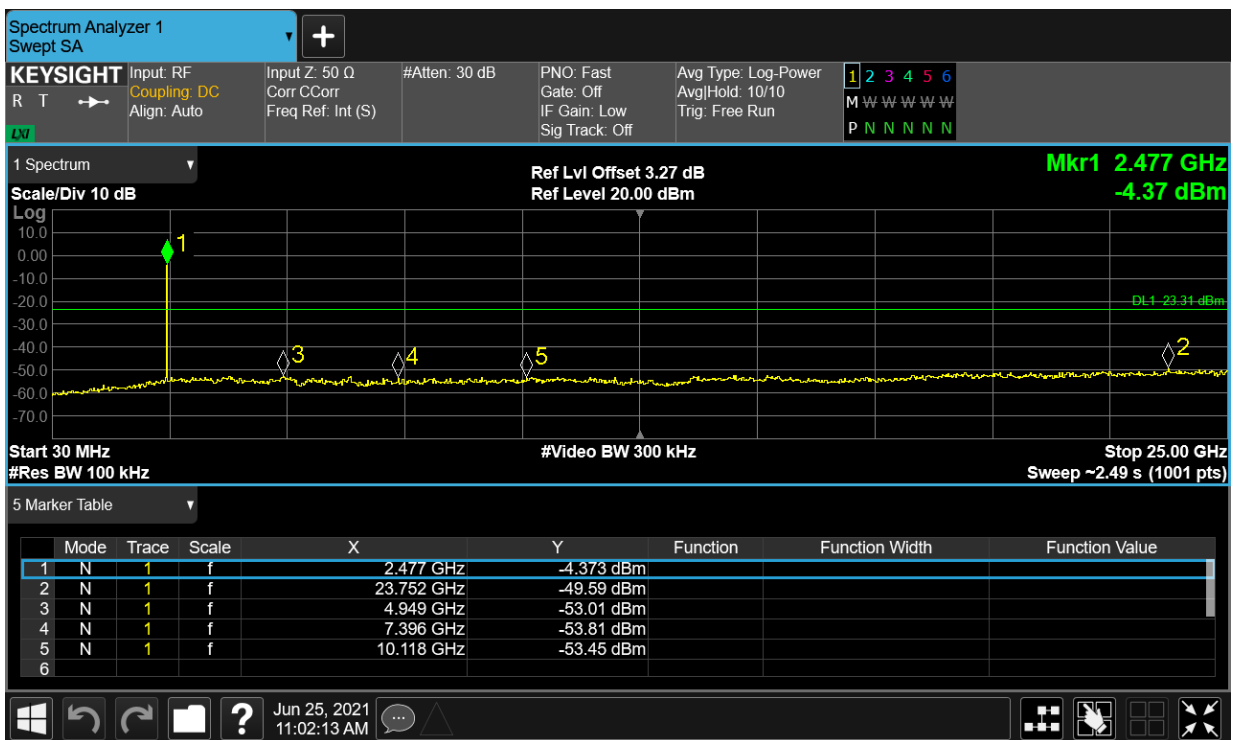 Spectrum Analyzer 1
Swept SA
KEYSIGHT
R T
LXI
Input: RF
Coupling: DC
Align: Auto
Input Z: 50 Ω
Corr CCorr
Freq Ref: Int (S)
#Atten: 30 dB
PNO: Fast
Gate: Off
IF Gain: Low
Sig Track: Off
Avg Type: Log-Power
Avg|Hold: 10/10
Trig: Free Run
1 2 3 4 5 6
M W W W W W
P N N N N N
1 Spectrum
Scale/Div 10 dB
Ref Lvl Offset 3.27 dB
Ref Level 20.00 dBm
Mkr1 2.477 GHz
-4.37 dBm
Log
10.0
0.00
-10.0
-20.0
-30.0
-40.0
-50.0
-60.0
-70.0
1
3
4
5
2
DL1 -23.31 dBm
Start 30 MHz
#Res BW 100 kHz
#Video BW 300 kHz
Stop 25.00 GHz
Sweep ~2.49 s (1001 pts)
5 Marker Table
Mode Trace Scale X Y Function Function Width Function Value
1 N 1 f 2.477 GHz -4.373 dBm
2 N 1 f 23.752 GHz -49.59 dBm
3 N 1 f 4.949 GHz -53.01 dBm
4 N 1 f 7.396 GHz -53.81 dBm
5 N 1 f 10.118 GHz -53.45 dBm
6
?
Jun 25, 2021
11:02:13 AM